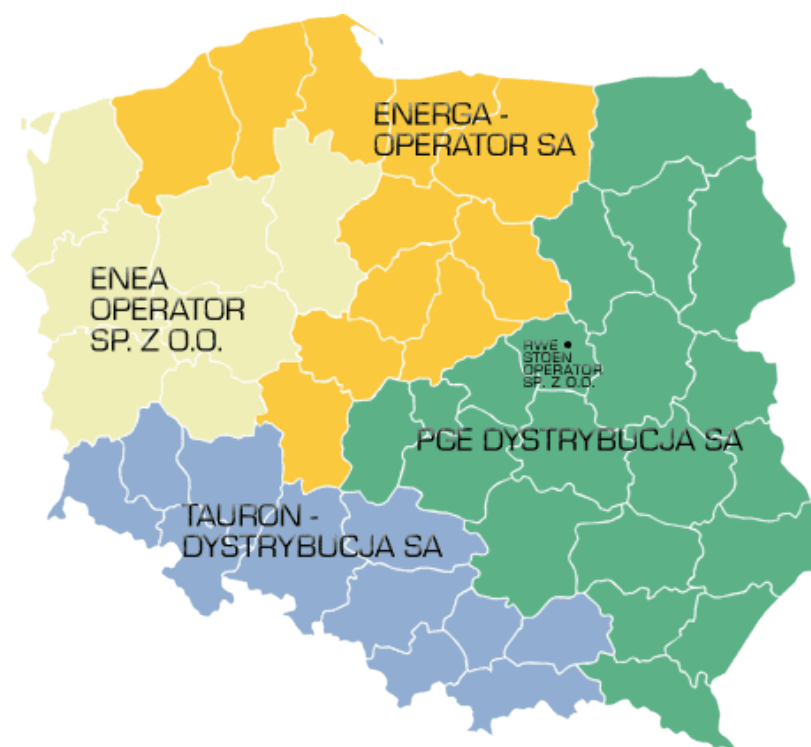 ENERGA -
OPERATOR SA
ENEA
OPERATOR
SP. Z O.O.
RWE
STOEN
OPERATOR
SP. Z O.O.
PGE DYSTRYBUCJA SA
TAURON -
DYSTRYBUCJA SA